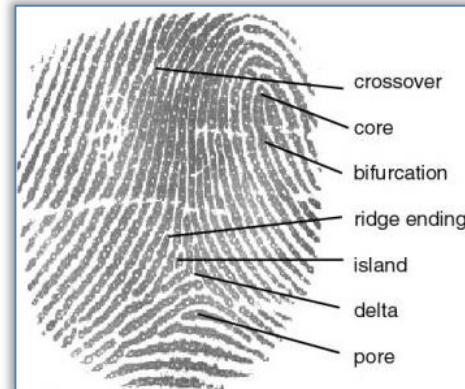 crossover
core
bifurcation
ridge ending
island
delta
pore